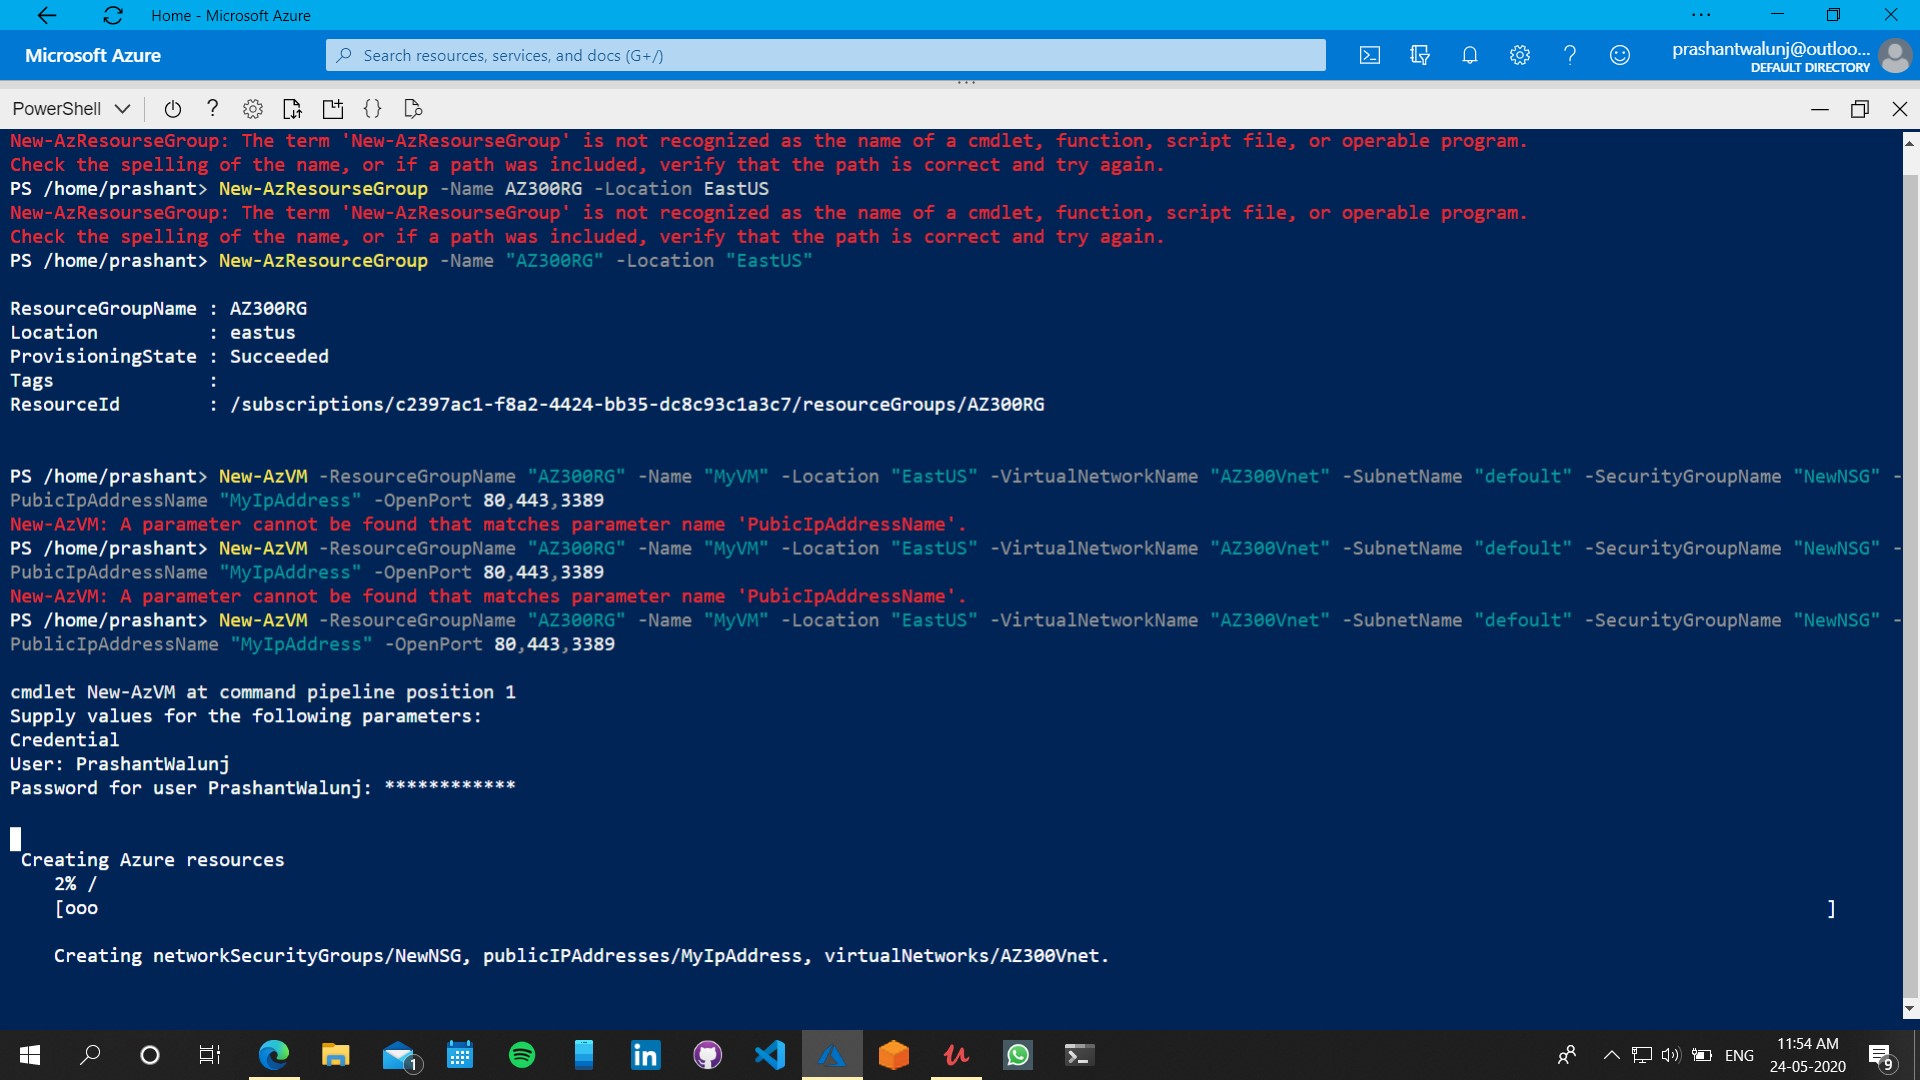 Home - Microsoft Azure
Microsoft Azure
Search resources, services, and docs (G+/)
prashantwalunj@outloo...
DEFAULT DIRECTORY
PowerShell
New-AzResourseGroup: The term 'New-AzResourseGroup' is not recognized as the name of a cmdlet, function, script file, or operable program.
Check the spelling of the name, or if a path was included, verify that the path is correct and try again.
PS /home/prashant> New-AzResourseGroup -Name AZ300RG -Location EastUS
New-AzResourseGroup: The term 'New-AzResourseGroup' is not recognized as the name of a cmdlet, function, script file, or operable program.
Check the spelling of the name, or if a path was included, verify that the path is correct and try again.
PS /home/prashant> New-AzResourceGroup -Name "AZ300RG" -Location "EastUS"
ResourceGroupName : AZ300RG
Location : eastus
ProvisioningState : Succeeded
Tags :
ResourceId : /subscriptions/c2397ac1-f8a2-4424-bb35-dc8c93c1a3c7/resourceGroups/AZ300RG
PS /home/prashant> New-AzVM -ResourceGroupName "AZ300RG" -Name "MyVM" -Location "EastUS" -VirtualNetworkName "AZ300Vnet" -SubnetName "defoult" -SecurityGroupName "NewNSG" -
PubicIpAddressName "MyIpAddress" -OpenPort 80,443,3389
New-AzVM: A parameter cannot be found that matches parameter name 'PubicIpAddressName'.
PS /home/prashant> New-AzVM -ResourceGroupName "AZ300RG" -Name "MyVM" -Location "EastUS" -VirtualNetworkName "AZ300Vnet" -SubnetName "defoult" -SecurityGroupName "NewNSG" -
PubicIpAddressName "MyIpAddress" -OpenPort 80,443,3389
New-AzVM: A parameter cannot be found that matches parameter name 'PubicIpAddressName'.
PS /home/prashant> New-AzVM -ResourceGroupName "AZ300RG" -Name "MyVM" -Location "EastUS" -VirtualNetworkName "AZ300Vnet" -SubnetName "defoult" -SecurityGroupName "NewNSG" -
PublicIpAddressName "MyIpAddress" -OpenPort 80,443,3389
cmdlet New-AzVM at command pipeline position 1
Supply values for the following parameters:
Credential
User: PrashantWalunj
Password for user PrashantWalunj: ************
Creating Azure resources
2% /
[ooo ]
Creating networkSecurityGroups/NewNSG, publicIPAddresses/MyIpAddress, virtualNetworks/AZ300Vnet.
1
ENG
11:54 AM
24-05-2020
9